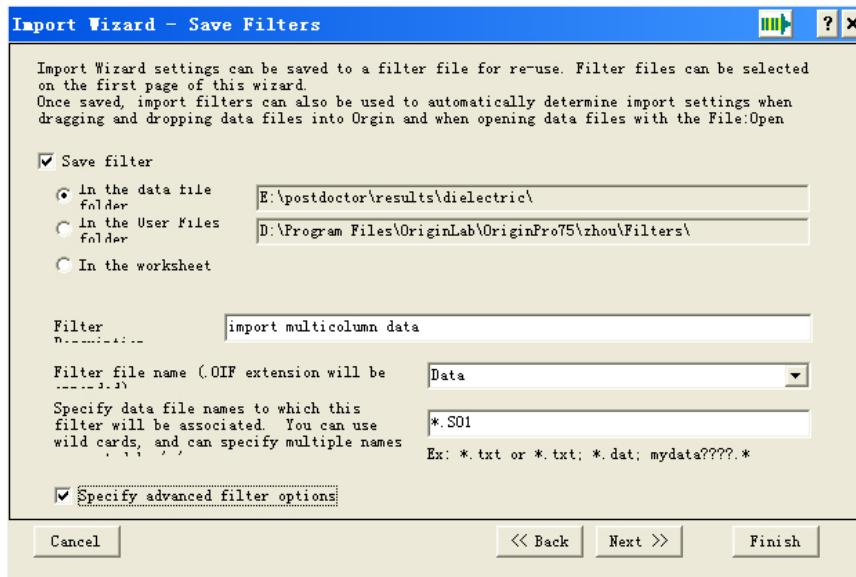 Import Wizard - Save Filters
Import Wizard settings can be saved to a filter file for re-use. Filter files can be selected
on the first page of this wizard.
Once saved, import filters can also be used to automatically determine import settings when
dragging and dropping data files into Orgin and when opening data files with the File:Open
Save filter
In the data file
folder
E:\postdoctor\results\dielectric\
In the User Files
folder
D:\Program Files\OriginLab\OriginPro75\zhou\Filters\
In the worksheet
Filter
import multicolumn data
Filter file name (.OIF extension will be
Data
Specify data file names to which this
filter will be associated. You can use
wild cards, and can specify multiple names
*.S01
Ex: *.txt or *.txt; *.dat; mydata????.*
Specify advanced filter options
Cancel
<< Back
Next >>
Finish